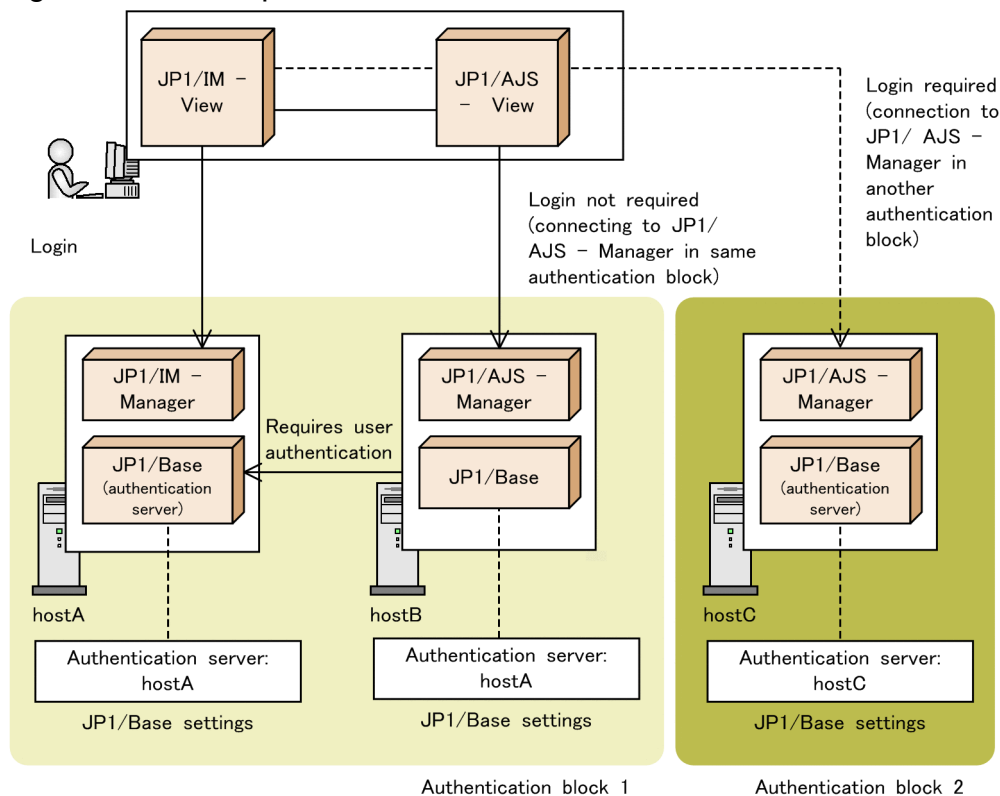 JP1/IM -
View
JP1/AJS
- View
Login required
(connection to
JP1/ AJS -
Manager in
another
authentication
block)
Login not required
(connecting to JP1/
AJS - Manager in same
authentication block)
Login
JP1/IM -
Manager
JP1/AJS -
Manager
JP1/AJS -
Manager
Requires user
authentication
JP1/Base
(authentication
server)
JP1/Base
JP1/Base
(authentication
server)
hostA
hostB
hostC
Authentication server:
hostA
Authentication server:
hostA
Authentication server:
hostC
JP1/Base settings
JP1/Base settings
JP1/Base settings
Authentication block 1
Authentication block 2